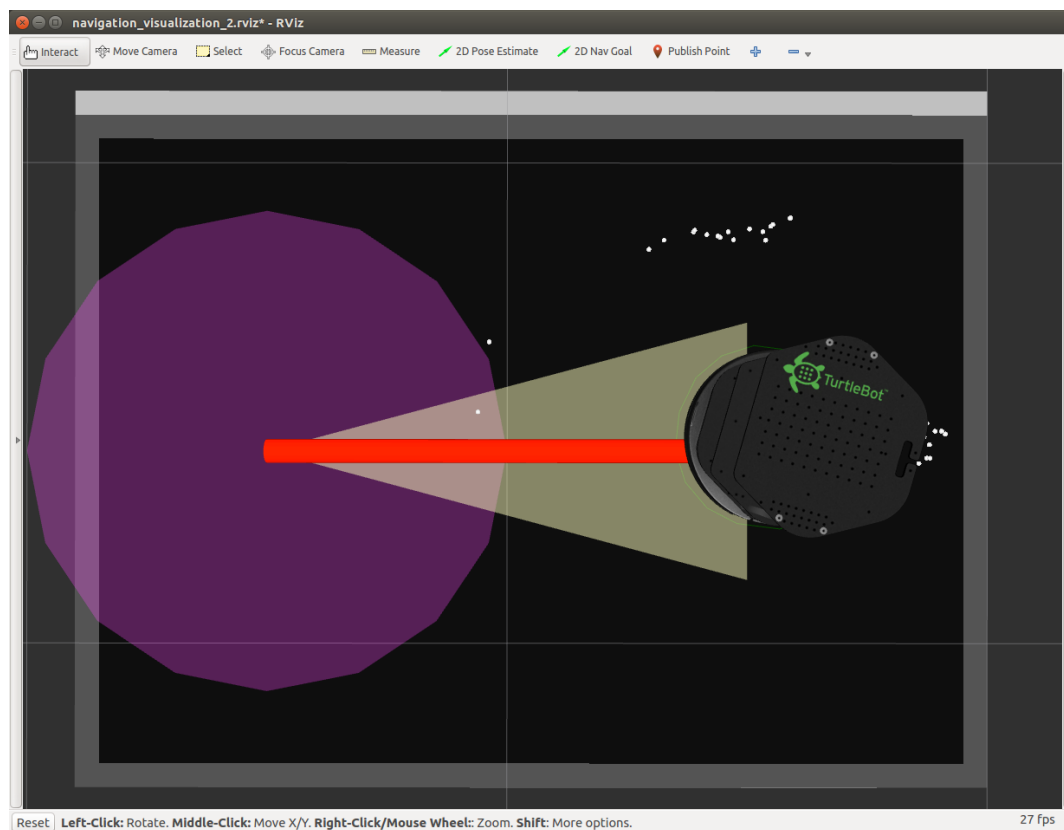 navigation_visualization_2.rviz* - RViz
Interact Move Camera Select Focus Camera Measure 2D Pose Estimate 2D Nav Goal Publish Point
TurtleBot™
Reset Left-Click: Rotate. Middle-Click: Move X/Y. Right-Click/Mouse Wheel:: Zoom. Shift: More options. 27 fps